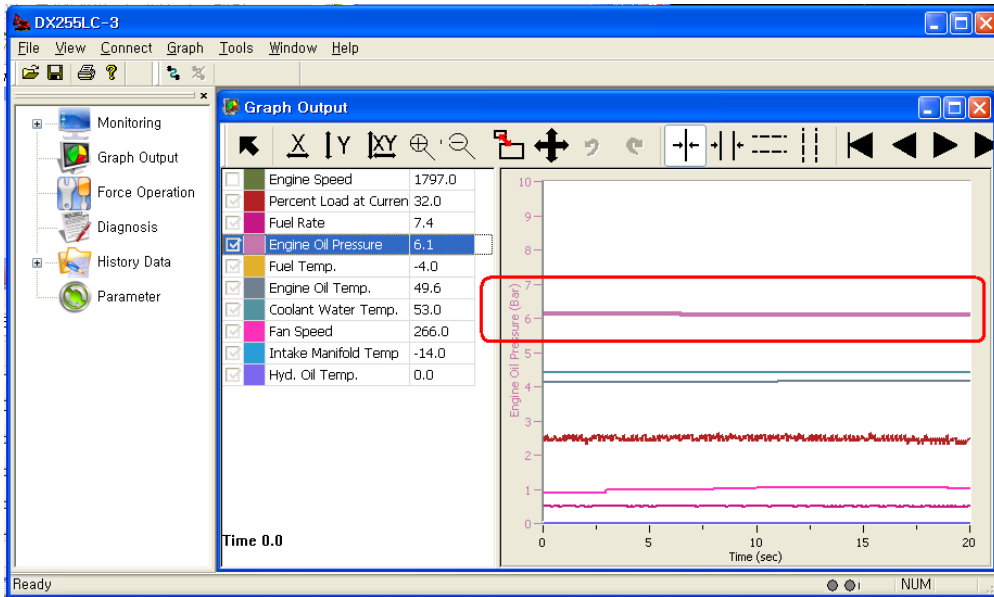 DX255LC-3
File View Connect Graph Tools Window Help
Monitoring
Graph Output
Force Operation
Diagnosis
History Data
Parameter
Graph Output
X Y XY
Engine Speed 1797.0
Percent Load at Curren 32.0
Fuel Rate 7.4
Engine Oil Pressure 6.1
Fuel Temp. -4.0
Engine Oil Temp. 49.6
Coolant Water Temp. 53.0
Fan Speed 266.0
Intake Manifold Temp -14.0
Hyd. Oil Temp. 0.0
Time 0.0
Engine Oil Pressure (Bar)
10
9
8
7
6
5
4
3
2
1
0
0 5 10 15 20
Time (sec)
Ready NUM